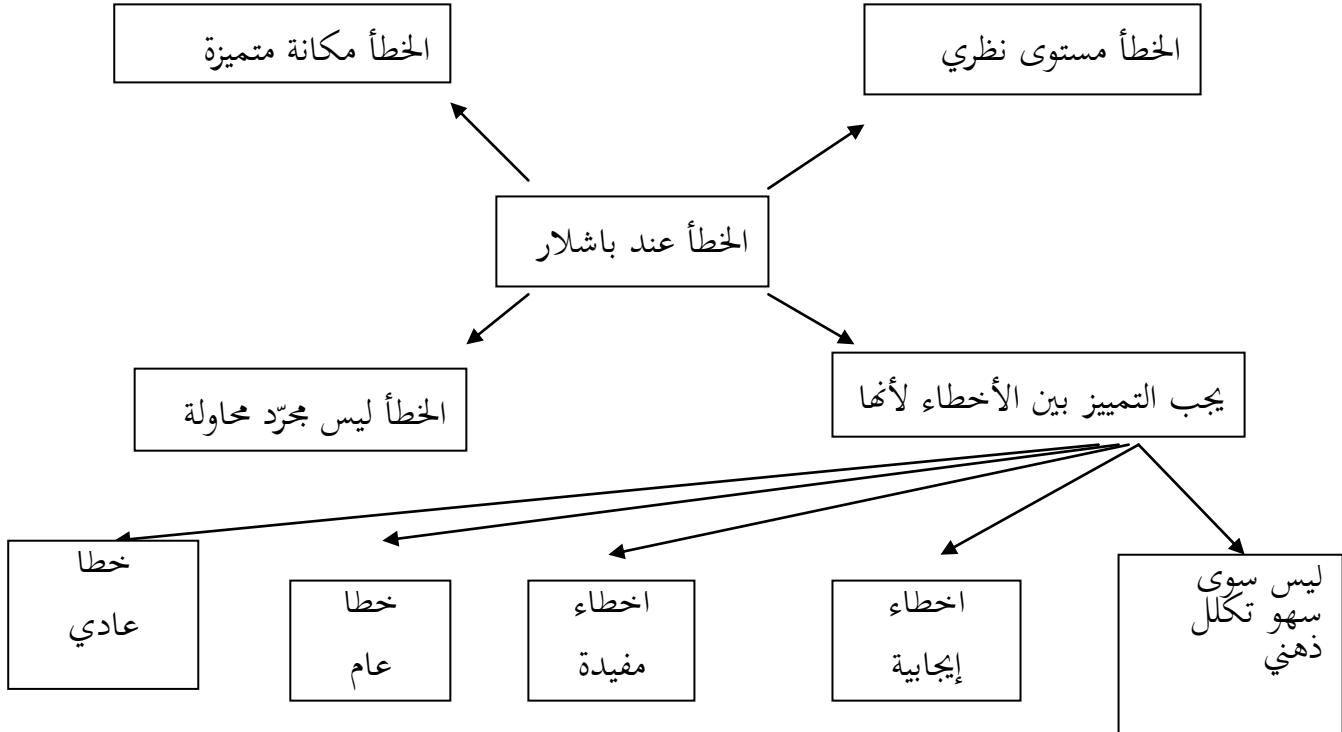 الخطأ مستوى نظري
الخطأ مكانة متميزة
الخطأ عند باشلار
يجب التمييز بين الأخطاء لأنها
الخطأ ليس مجرّد محاولة
ليس سوى
سهو تكلل
ذهني
اخطاء
إيجابية
اخطاء
مفيدة
خطا
عام
خطا
عادي